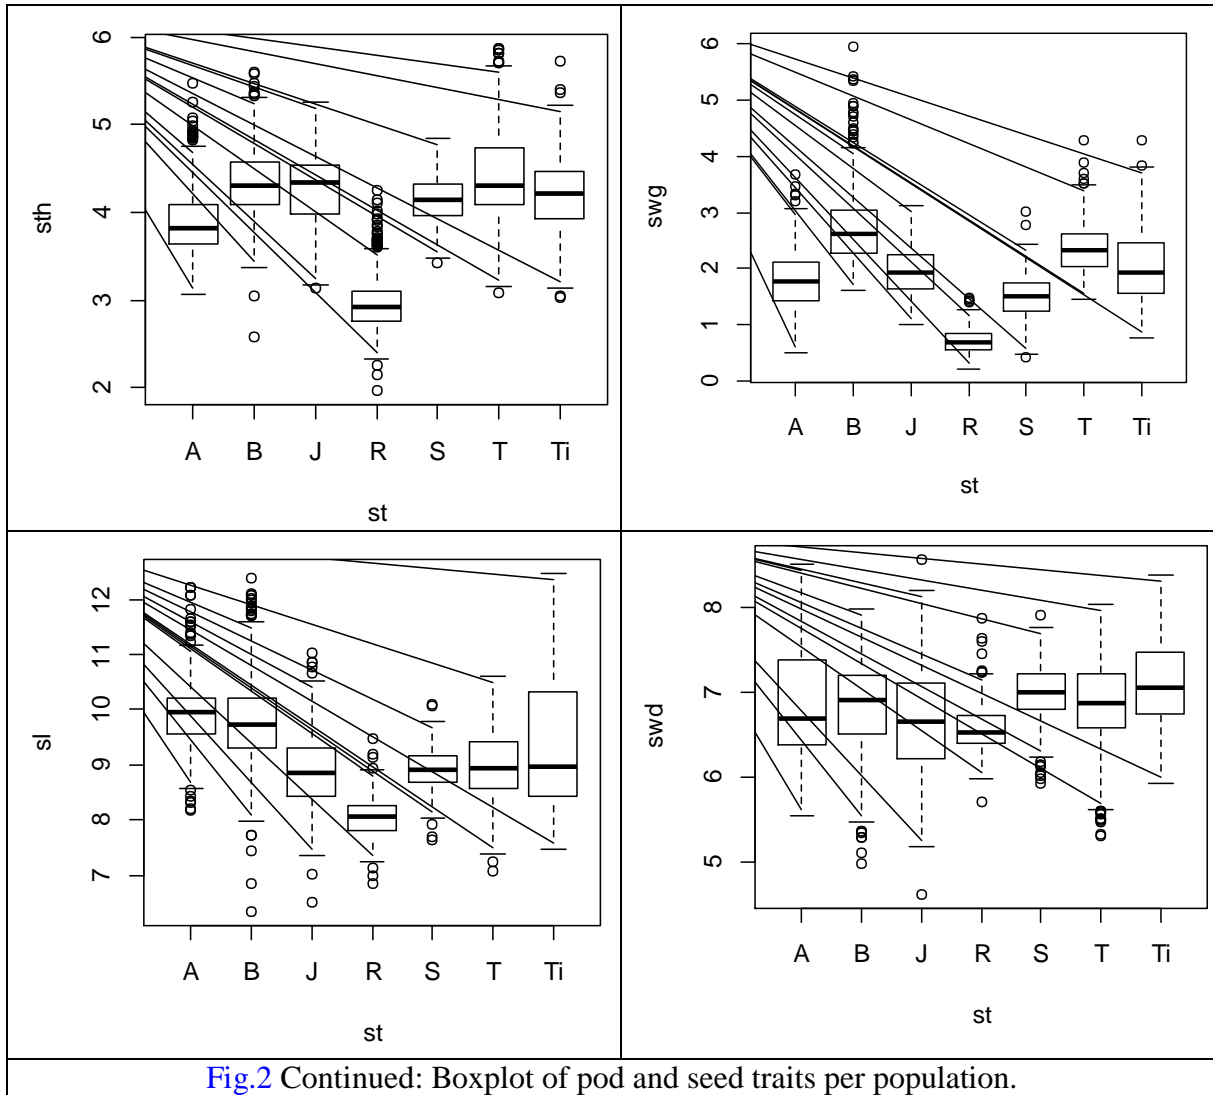 sth
6
5
4
3
2
A B J R S T Ti
st
swg
6
5
4
3
2
1
0
A B J R S T Ti
st
sl
12
11
10
9
8
7
A B J R S T Ti
st
swd
8
7
6
5
A B J R S T Ti
st
Fig.2 Continued: Boxplot of pod and seed traits per population.